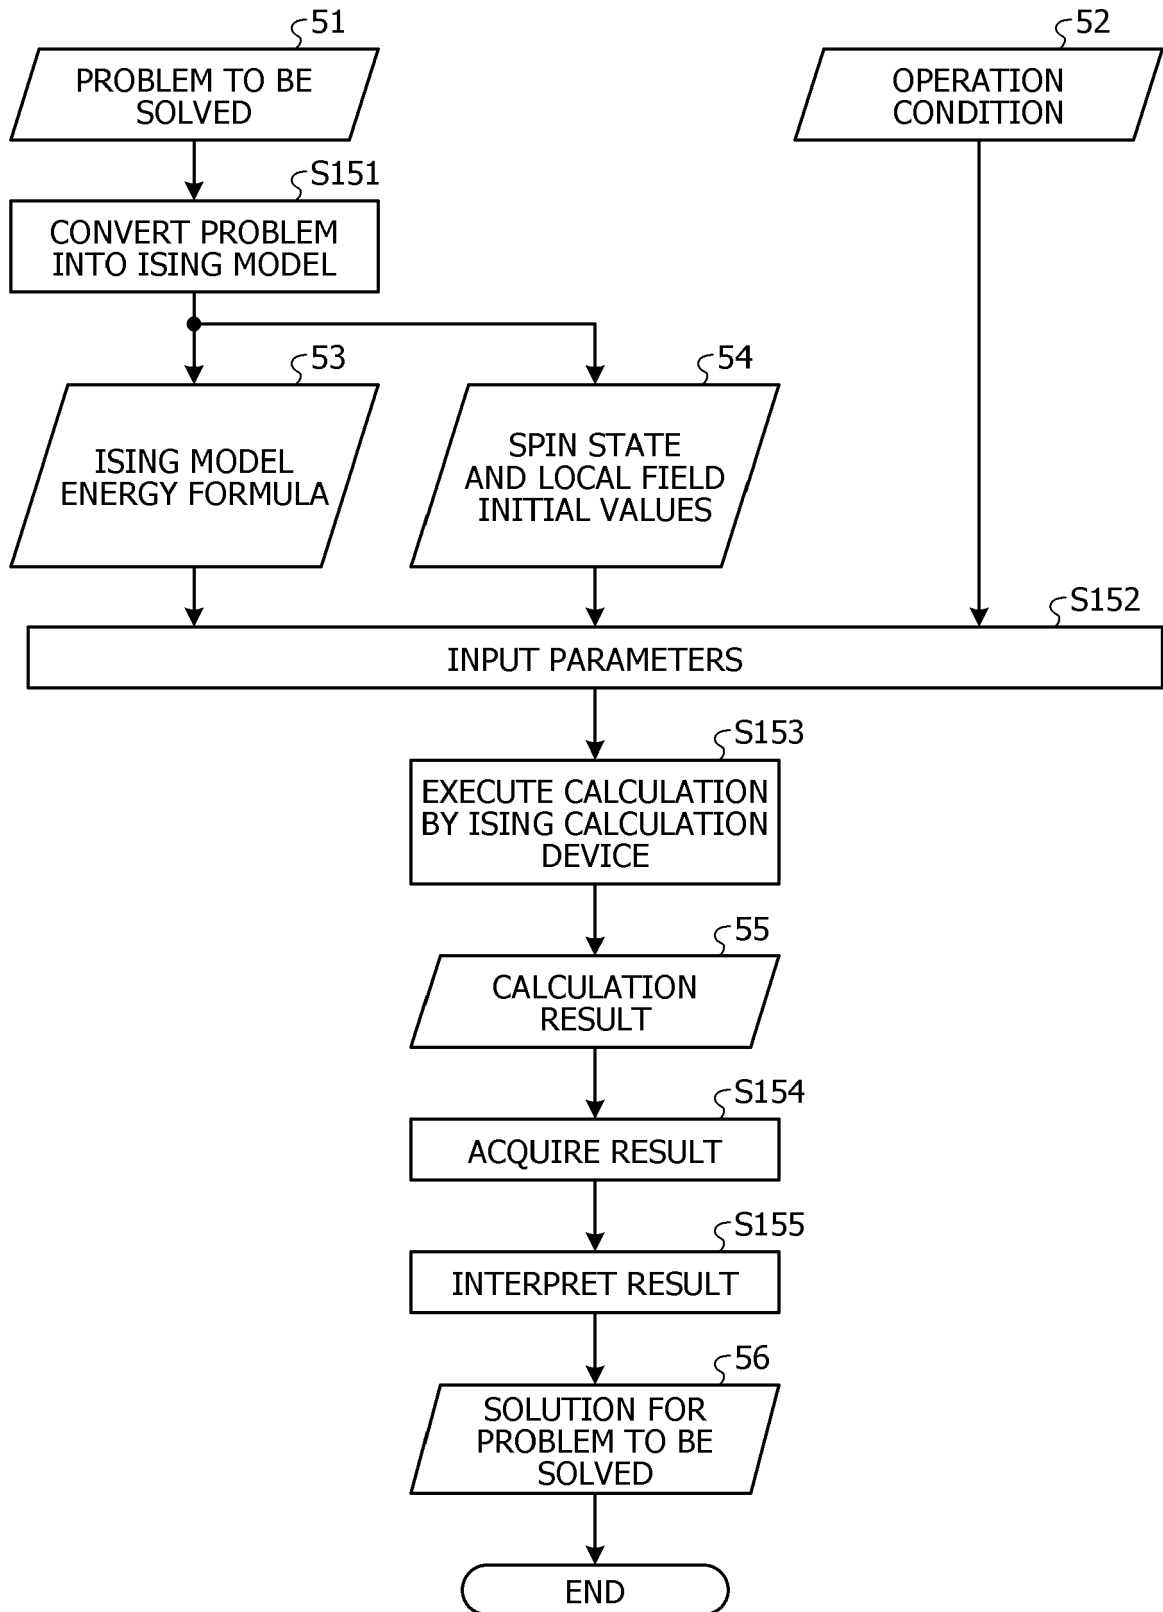 51
PROBLEM TO BE
SOLVED
52
OPERATION
CONDITION
S151
CONVERT PROBLEM
INTO ISING MODEL
53
ISING MODEL
ENERGY FORMULA
54
SPIN STATE
AND LOCAL FIELD
INITIAL VALUES
S152
INPUT PARAMETERS
S153
EXECUTE CALCULATION
BY ISING CALCULATION
DEVICE
55
CALCULATION
RESULT
S154
ACQUIRE RESULT
S155
INTERPRET RESULT
56
SOLUTION FOR
PROBLEM TO BE
SOLVED
END